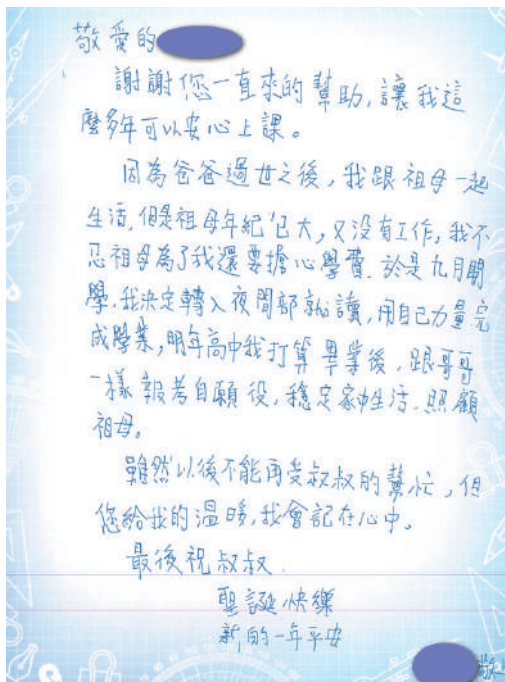 敬愛的
謝謝您一直來的幫助，讓我這
麼多年可以安心上課。
因為爸爸過世之後，我跟祖母一起
生活，但是祖母年紀已大，又没有工作，我不
忍祖母為了我還要擔心學費．於是九月開
學，我決定轉入夜間部就讀，用自己力量完
成學業，明年高中我打算畢業後，跟哥哥
一樣報考自願役，穩定家中生活．照顧
祖母。
雖然以後不能再受叔叔的幫忙，但
您給我的溫暖，我會記在心中。
最後祝叔叔．
聖誕快樂
新的一年平安
敬